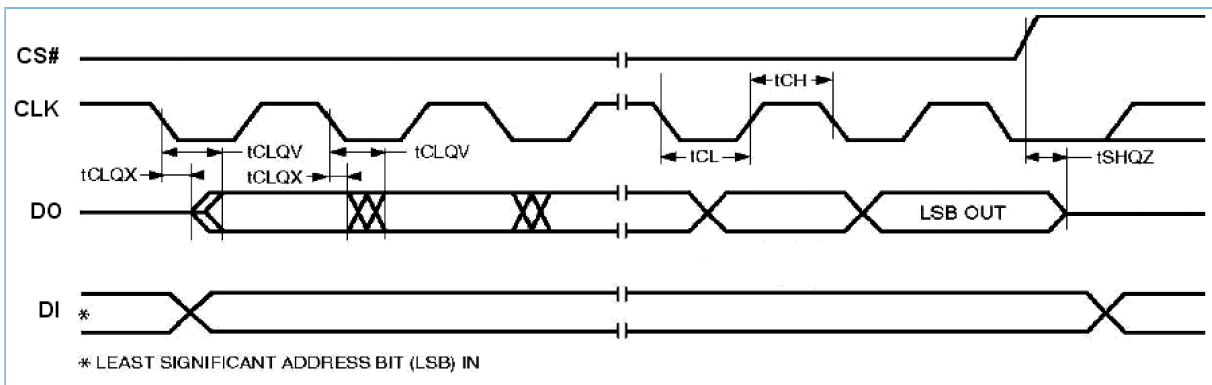 CS#
CLK
tCH
tCLQV
tCLQV
tCL
tSHQZ
tCLQX
tCLQX
DO
LSB OUT
DI
*
* LEAST SIGNIFICANT ADDRESS BIT (LSB) IN